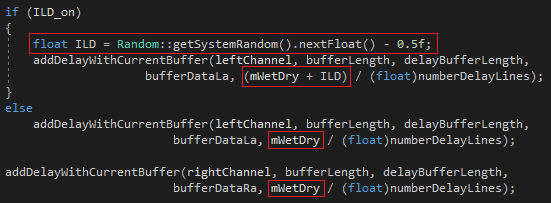 if (ILD_on)
{
float ILD = Random::getSystemRandom().nextFloat() - 0.5f;
addDelayWithCurrentBuffer(leftChannel, bufferLength, delayBufferLength,
bufferDataLa, (mWetDry + ILD) / (float)numberDelayLines);
}
else
addDelayWithCurrentBuffer(leftChannel, bufferLength, delayBufferLength,
bufferDataLa, mWetDry / (float)numberDelayLines);
addDelayWithCurrentBuffer(rightChannel, bufferLength, delayBufferLength,
bufferDataRa, mWetDry / (float)numberDelayLines);